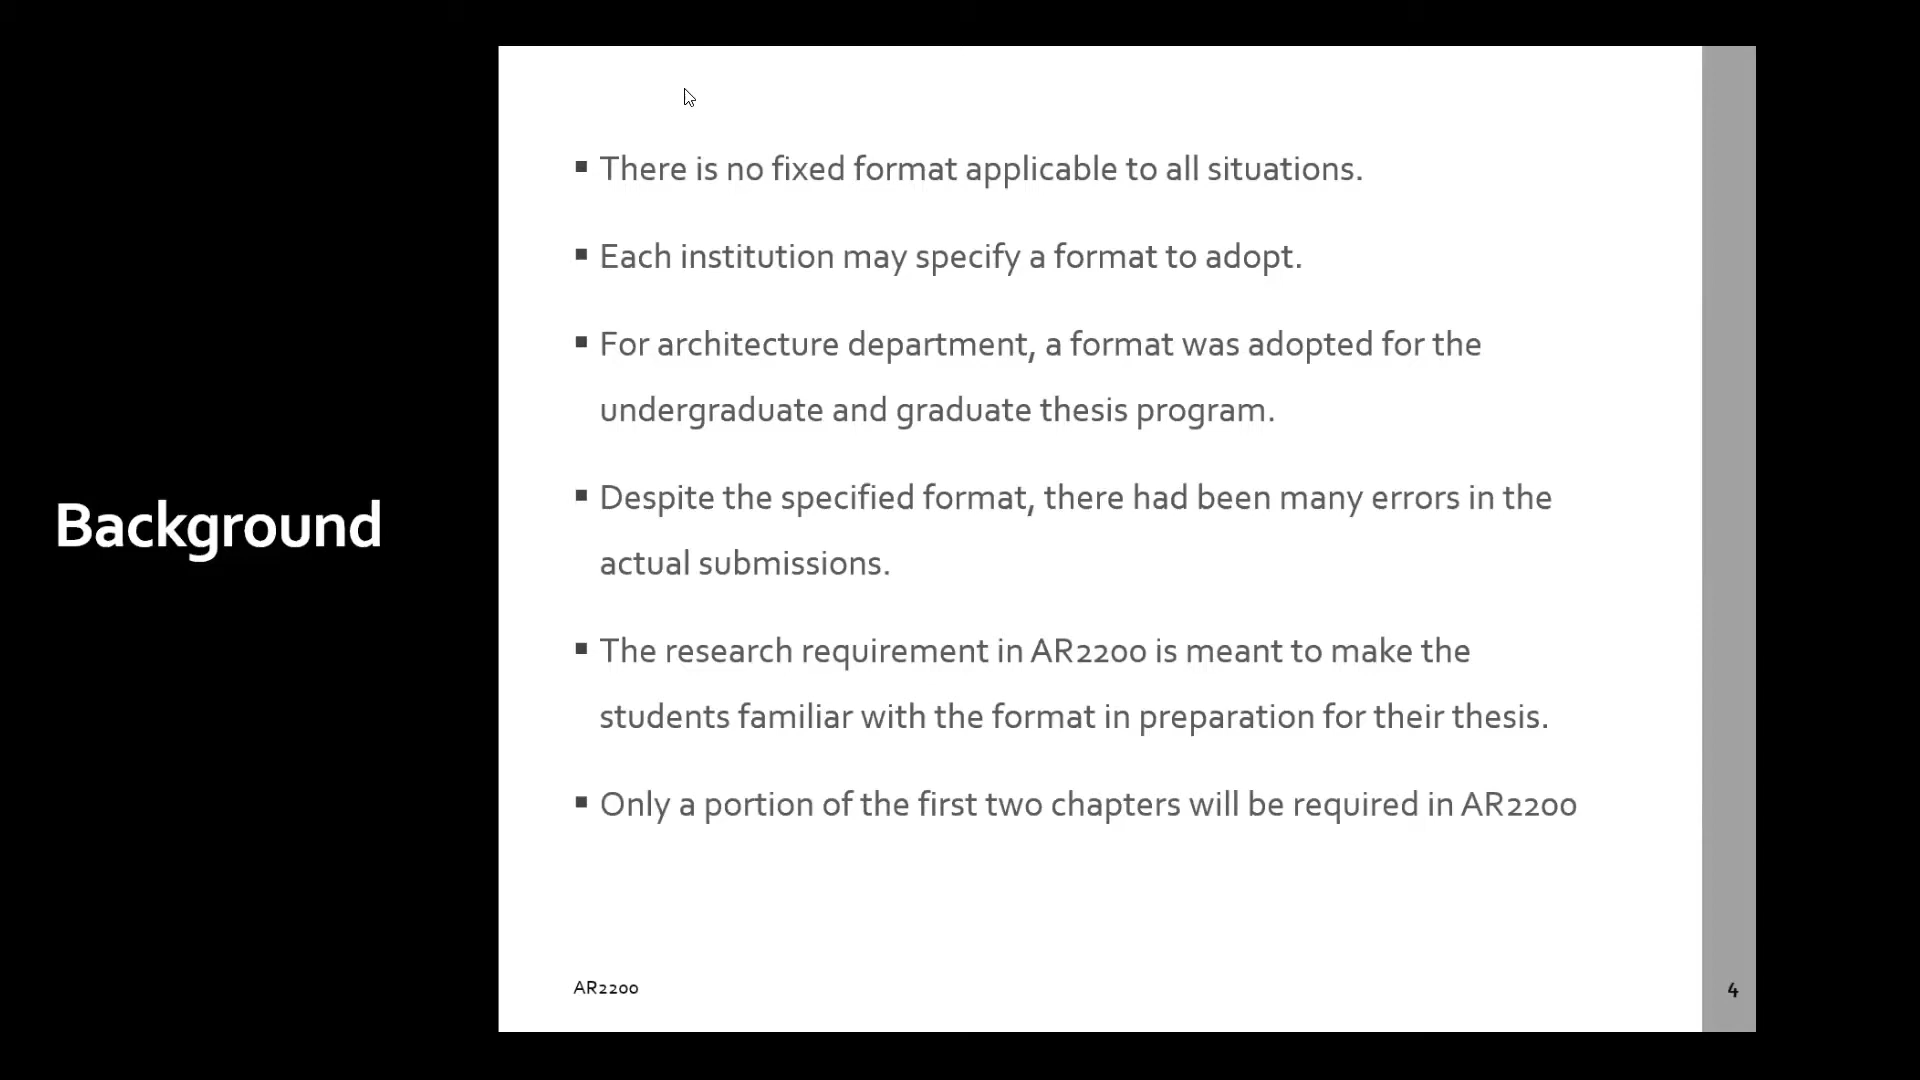 Background
▪ There is no fixed format applicable to all situations.
▪ Each institution may specify a format to adopt.
▪ For architecture department, a format was adopted for the
undergraduate and graduate thesis program.
▪ Despite the specified format, there had been many errors in the
actual submissions.
▪ The research requirement in AR2200 is meant to make the
students familiar with the format in preparation for their thesis.
▪ Only a portion of the first two chapters will be required in AR2200
AR2200
4